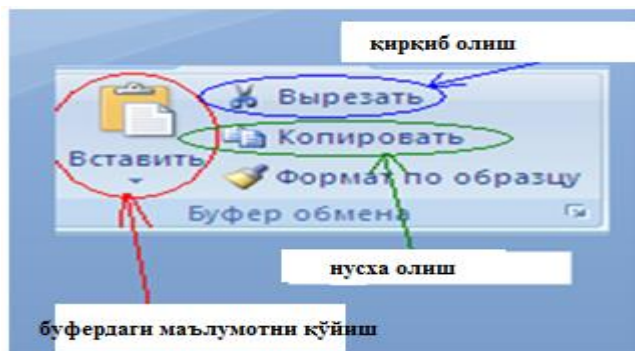 қирқиб олиш
Вырезать
Копировать
Вставить
Формат по образцу
Буфер обмена
нусха олиш
буфердаги маълумотни қўйиш